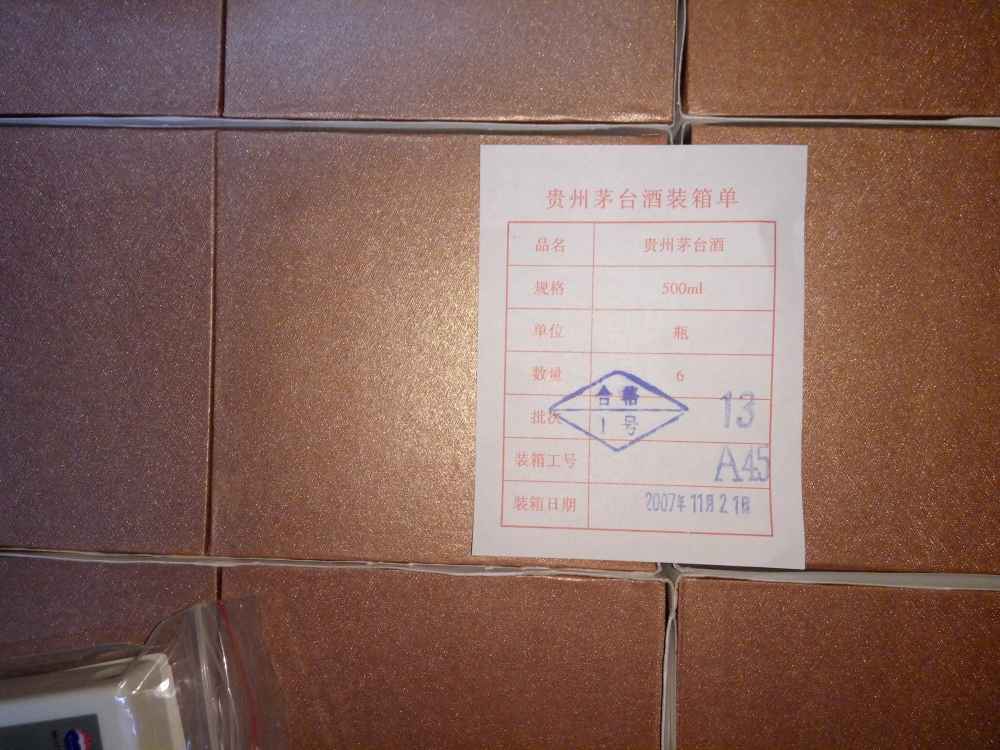 贵州茅台酒装箱单
品名 贵州茅台酒
规格 500ml
单位 瓶
数量 6
合格
批次 1号 13
装箱工号 A45
装箱日期 2007年11月21日